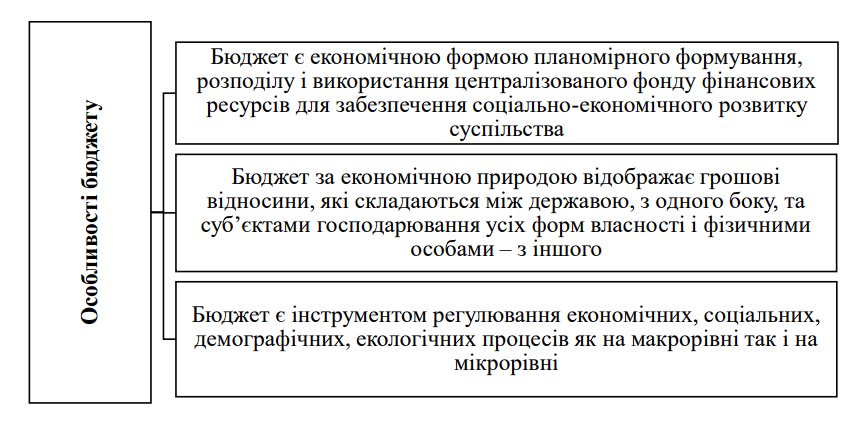 Особливості бюджету
Бюджет є економічною формою планомірного формування,
розподілу і використання централізованого фонду фінансових
ресурсів для забезпечення соціально-економічного розвитку
суспільства
Бюджет за економічною природою відображає грошові
відносини, які складаються між державою, з одного боку, та
суб’єктами господарювання усіх форм власності і фізичними
особами – з іншого
Бюджет є інструментом регулювання економічних, соціальних,
демографічних, екологічних процесів як на макрорівні так і на
мікрорівні